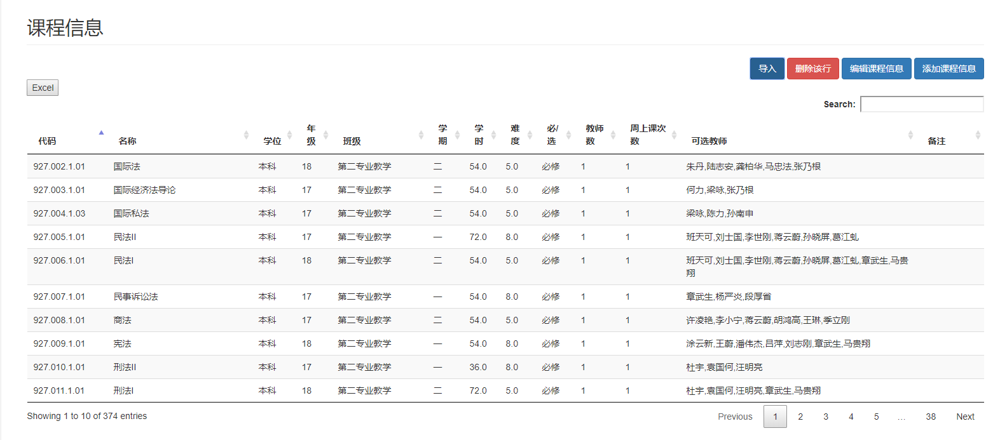 课程信息
导入 删除该行 编辑课程信息 添加课程信息
Excel
Search:
代码 名称 学位 年级 班级 学期 学时 难度 必/选 教师数 周上课次数 可选教师 备注
927.002.1.01 国际法 本科 18 第二专业教学 二 54.0 5.0 必修 1 1 朱丹,陆志安,龚柏华,马忠法,张乃根
927.003.1.01 国际经济法导论 本科 17 第二专业教学 二 54.0 5.0 必修 1 1 何力,梁咏,张乃根
927.004.1.03 国际私法 本科 17 第二专业教学 二 54.0 5.0 必修 1 1 梁咏,陈力,孙南申
927.005.1.01 民法II 本科 17 第二专业教学 一 72.0 8.0 必修 1 1 班天可,刘士国,李世刚,蒋云蔚,孙晓屏,葛江虬
927.006.1.01 民法I 本科 18 第二专业教学 二 54.0 5.0 必修 1 1 班天可,刘士国,李世刚,蒋云蔚,孙晓屏,葛江虬,章武生,马贵
翔
927.007.1.01 民事诉讼法 本科 17 第二专业教学 一 54.0 8.0 必修 1 1 章武生,杨严炎,段厚省
927.008.1.01 商法 本科 17 第二专业教学 二 54.0 5.0 必修 1 1 许凌艳,李小宁,蒋云蔚,胡鸿高,王琳,季立刚
927.009.1.01 宪法 本科 18 第二专业教学 一 54.0 8.0 必修 1 1 涂云新,王蔚,潘伟杰,吕萍,刘志刚,章武生,马贵翔
927.010.1.01 刑法II 本科 17 第二专业教学 一 36.0 8.0 必修 1 1 杜宇,袁国何,汪明亮
927.011.1.01 刑法I 本科 18 第二专业教学 二 72.0 5.0 必修 1 1 杜宇,袁国何,汪明亮,章武生,马贵翔
Showing 1 to 10 of 374 entries
Previous 1 2 3 4 5 … 38 Next